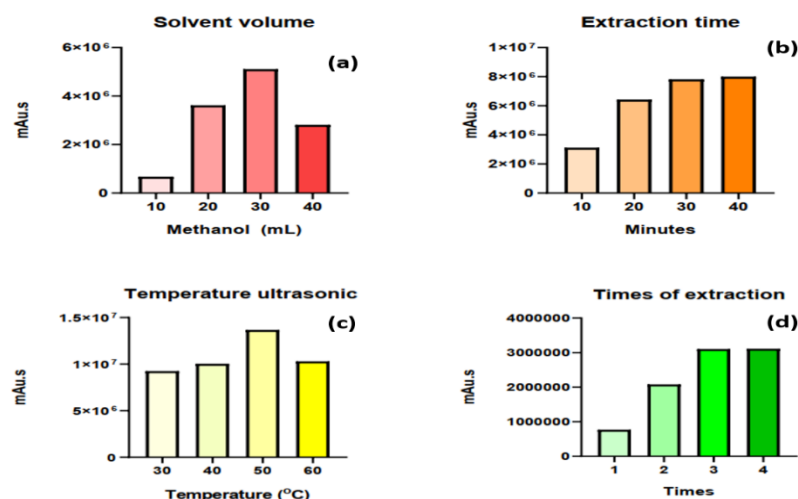 Solvent volume
(a)
mAu.s
6×10⁶
4×10⁶
2×10⁶
0
10 20 30 40
Methanol (mL)
Extraction time
(b)
mAu.s
1×10⁷
8×10⁶
6×10⁶
4×10⁶
2×10⁶
0
10 20 30 40
Minutes
Temperature ultrasonic
(c)
mAu.s
1.5×10⁷
1×10⁷
5×10⁶
0
30 40 50 60
Temperature (⁰C)
Times of extraction
(d)
mAu.s
4000000
3000000
2000000
1000000
0
1 2 3 4
Times